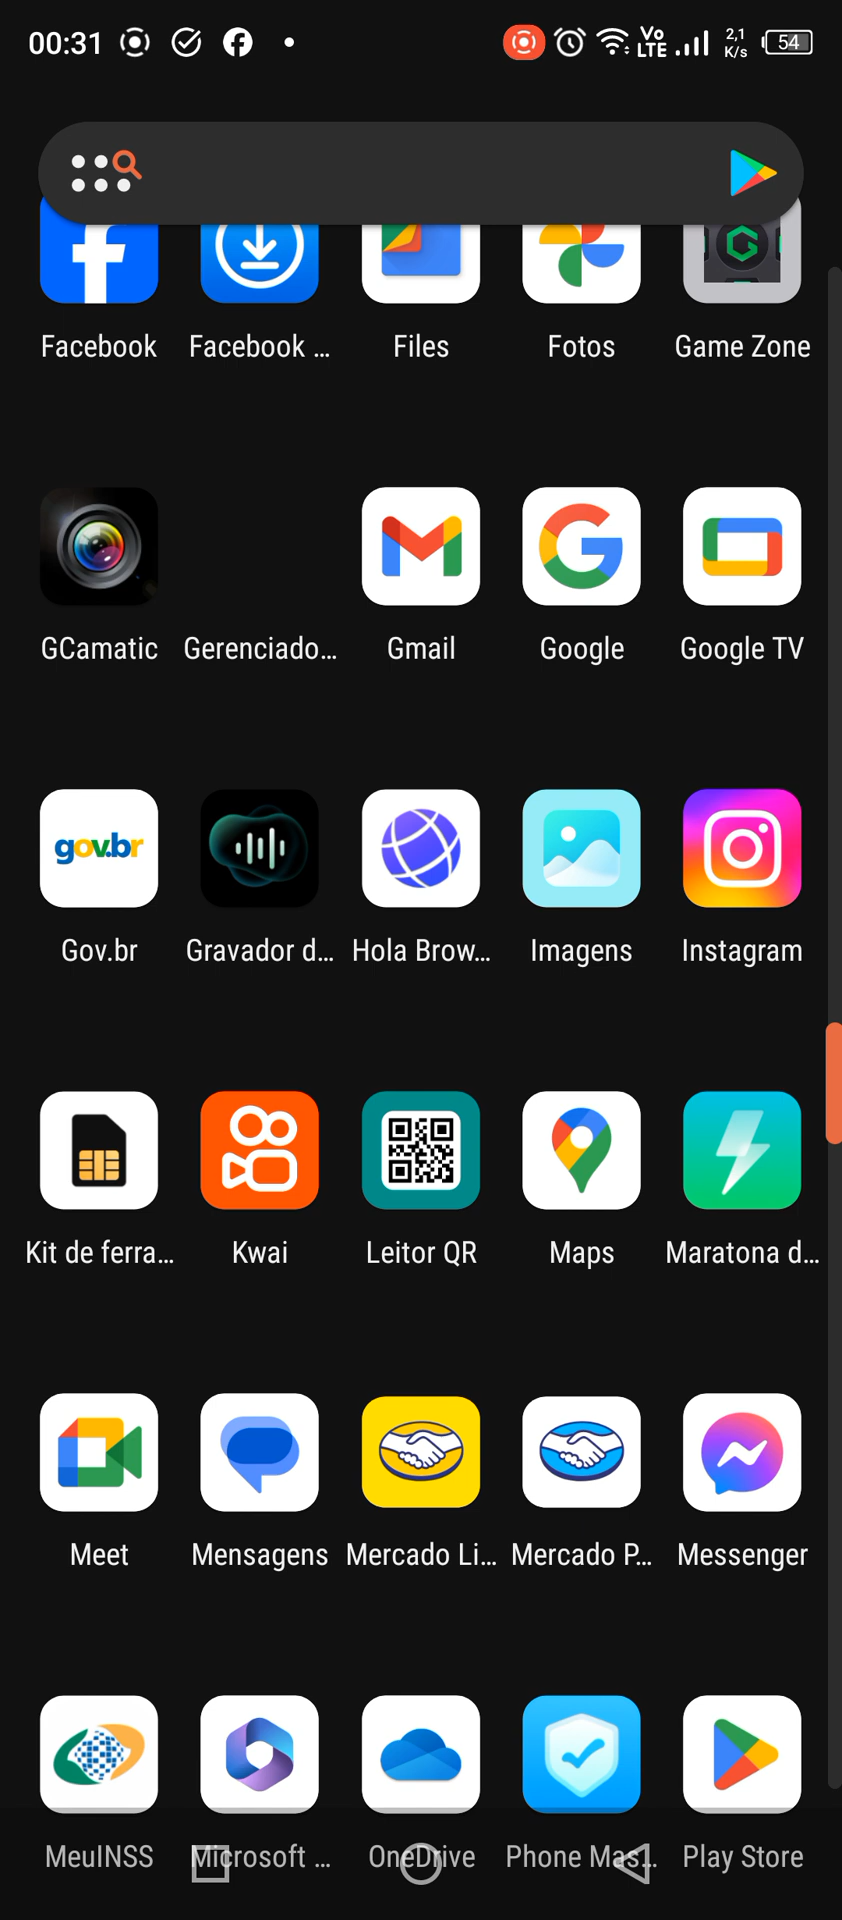 00:31
Vo
LTE
2,1
K/s
54
Facebook
Facebook ...
Files
Fotos
Game Zone
GCamatic
Gerenciado...
Gmail
Google
Google TV
gov.br
Gov.br
Gravador d...
Hola Brow...
Imagens
Instagram
Kit de ferra...
Kwai
Leitor QR
Maps
Maratona d...
Meet
Mensagens
Mercado Li...
Mercado P...
Messenger
MeuINSS
Microsoft ...
OneDrive
Phone Mas...
Play Store